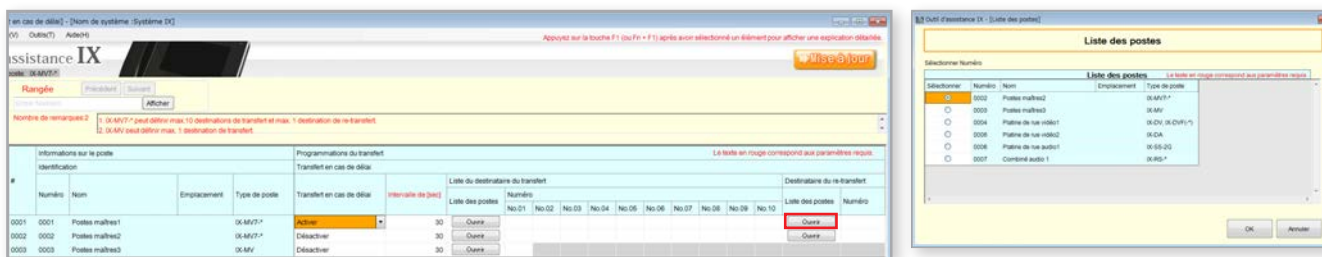 t en cas de délai] - [Nom de système :Système IX]
(V) Outils(T) Aide(H)
Appuyez sur la touche F1 (ou Fn + F1) après avoir sélectionné un élément pour afficher une explication détaillée.
ssistance IX
Mise à jour
poste: IX-MV7-*
Rangée
Précédent Suivant
Afficher
Nombre de remarques:2
1. IX-MV7-* peut définir max.10 destinations de transfert et max. 1 destination de re-transfert.
2. IX-MV peut définir max. 1 destination de transfert.
Informations sur le poste Programmations du transfert Le texte en rouge correspond aux paramètres requis.
Identification Transfert en cas de délai
# Liste du destinataire du transfert Destinataire du re-transfert
Numéro Nom Emplacement Type de poste Transfert en cas de délai Intervalle de [sec] Liste des postes Numéro Liste des postes Numéro
No.01 No.02 No.03 No.04 No.05 No.06 No.07 No.08 No.09 No.10
0001 0001 Postes maîtres1 IX-MV7-* Activer 30 Ouvrir Ouvrir
0002 0002 Postes maîtres2 IX-MV7-* Désactiver 30 Ouvrir Ouvrir
0003 0003 Postes maîtres3 IX-MV Désactiver 30 Ouvrir
Outil d'assistance IX - [Liste des postes]
Liste des postes
Sélectionner Numéro
Liste des postes Le texte en rouge correspond aux paramètres requis
Sélectionner Numéro Nom Emplacement Type de poste
0002 Postes maîtres2 IX-MV7-*
0003 Postes maîtres3 IX-MV
0004 Platine de rue vidéo1 IX-DV, IX-DVF(-*)
0005 Platine de rue vidéo2 IX-DA
0006 Platine de rue audio1 IX-SS-2G
0007 Combiné audio 1 IX-RS-*
OK Annuler